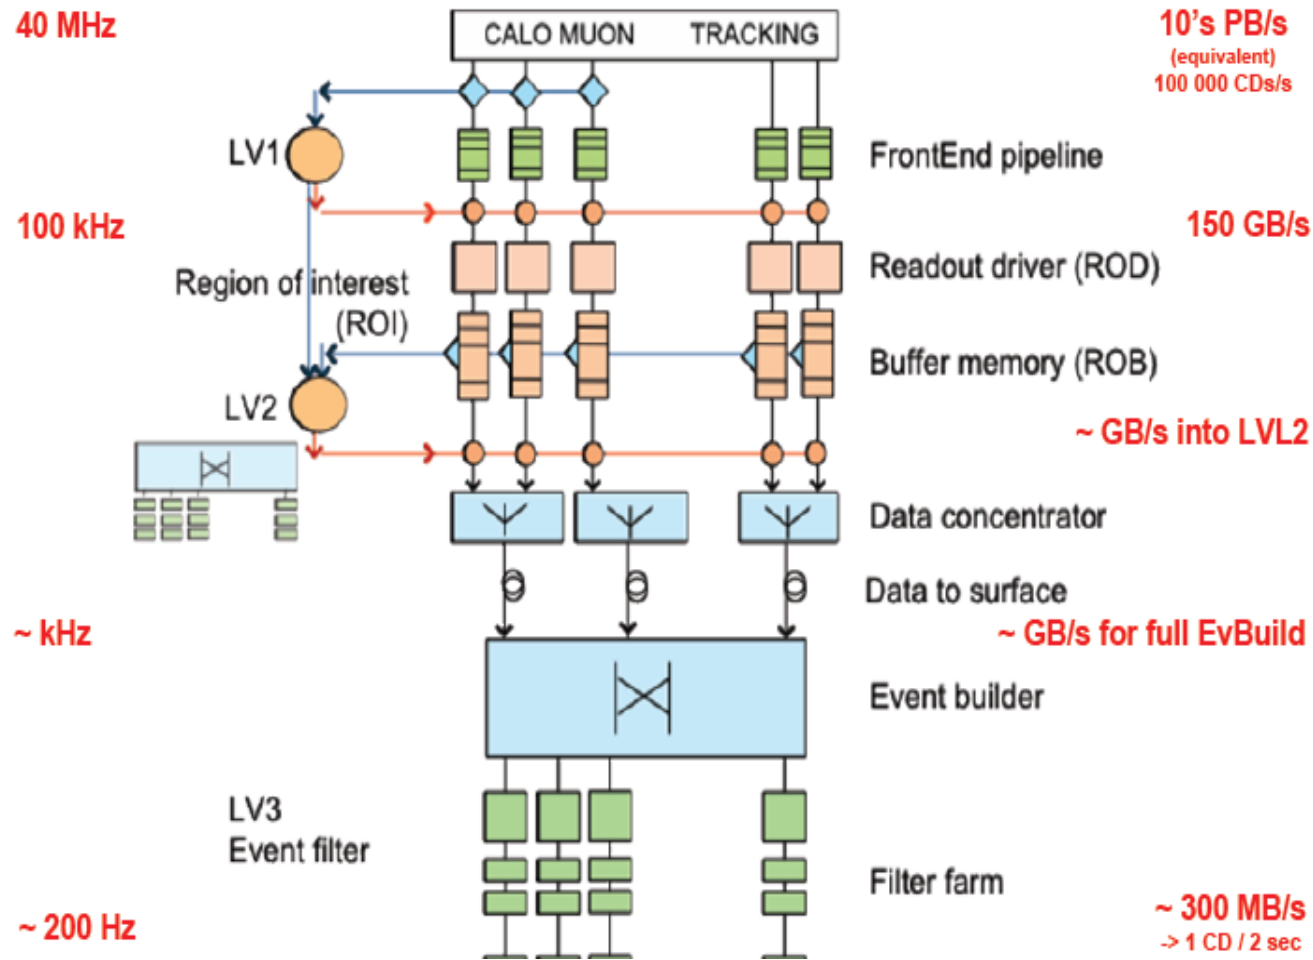 40 MHz
CALO MUON TRACKING
10's PB/s
(equivalent)
100 000 CDs/s
LV1
FrontEnd pipeline
100 kHz
150 GB/s
Region of interest
(ROI)
Readout driver (ROD)
Buffer memory (ROB)
LV2
~ GB/s into LVL2
Data concentrator
Data to surface
~ kHz
~ GB/s for full EvBuild
Event builder
LV3
Event filter
Filter farm
~ 200 Hz
~ 300 MB/s
-> 1 CD / 2 sec